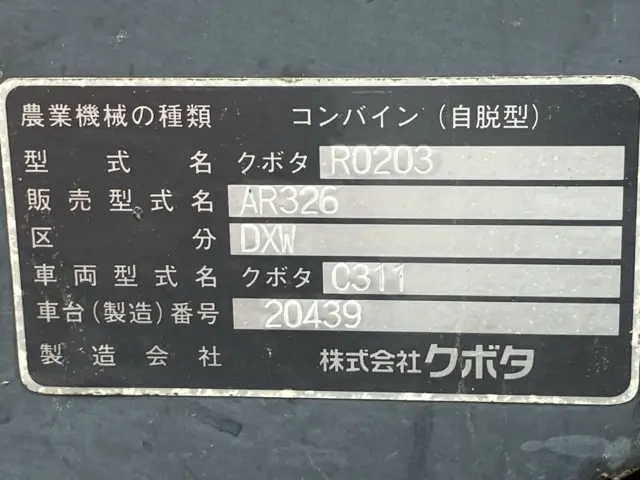 農業機械の種類 コンバイン(自脱型)
型式名 クボタ R0203
販売型式名 AR326
区分 DXW
車両型式名 クボタ C311
車台(製造)番号 20439
製造会社 株式会社クボタ